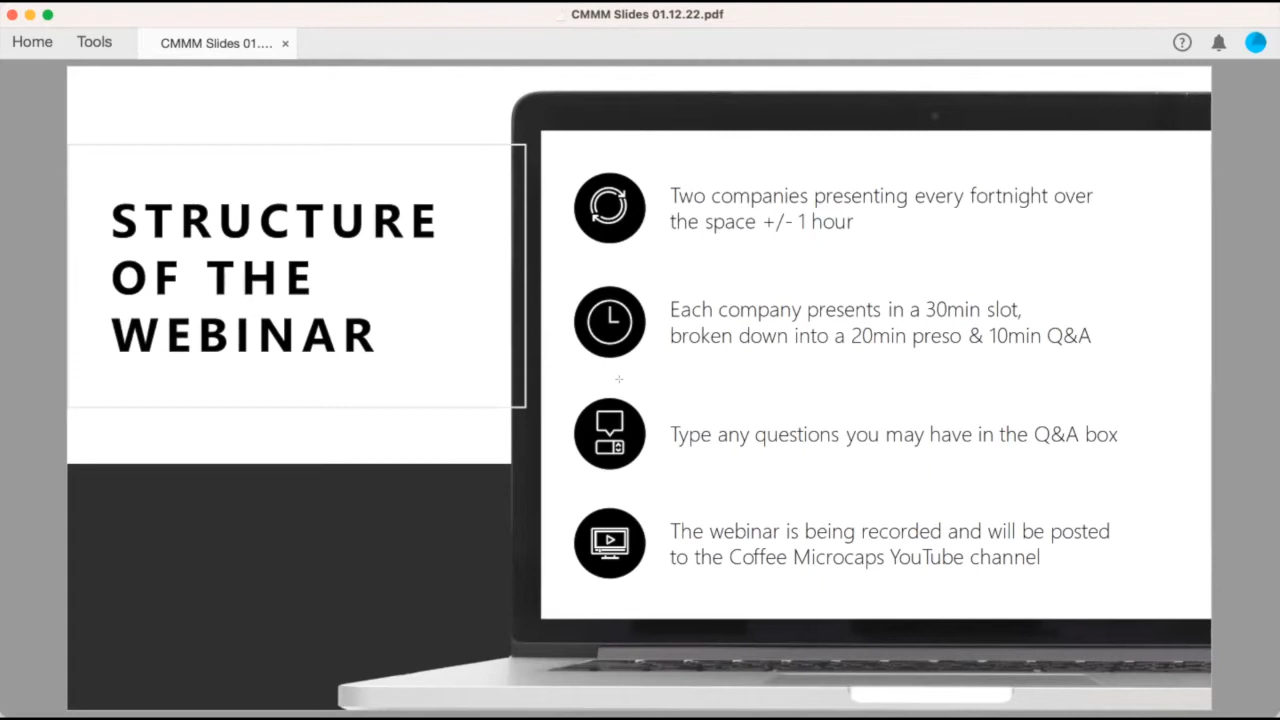 CMMM Slides 01.12.22.pdf
Home
Tools
CMMM Slides 01....
STRUCTURE
OF THE
WEBINAR
Two companies presenting every fortnight over
the space +/- 1 hour
Each company presents in a 30min slot,
broken down into a 20min preso & 10min Q&A
Type any questions you may have in the Q&A box
The webinar is being recorded and will be posted
to the Coffee Microcaps YouTube channel